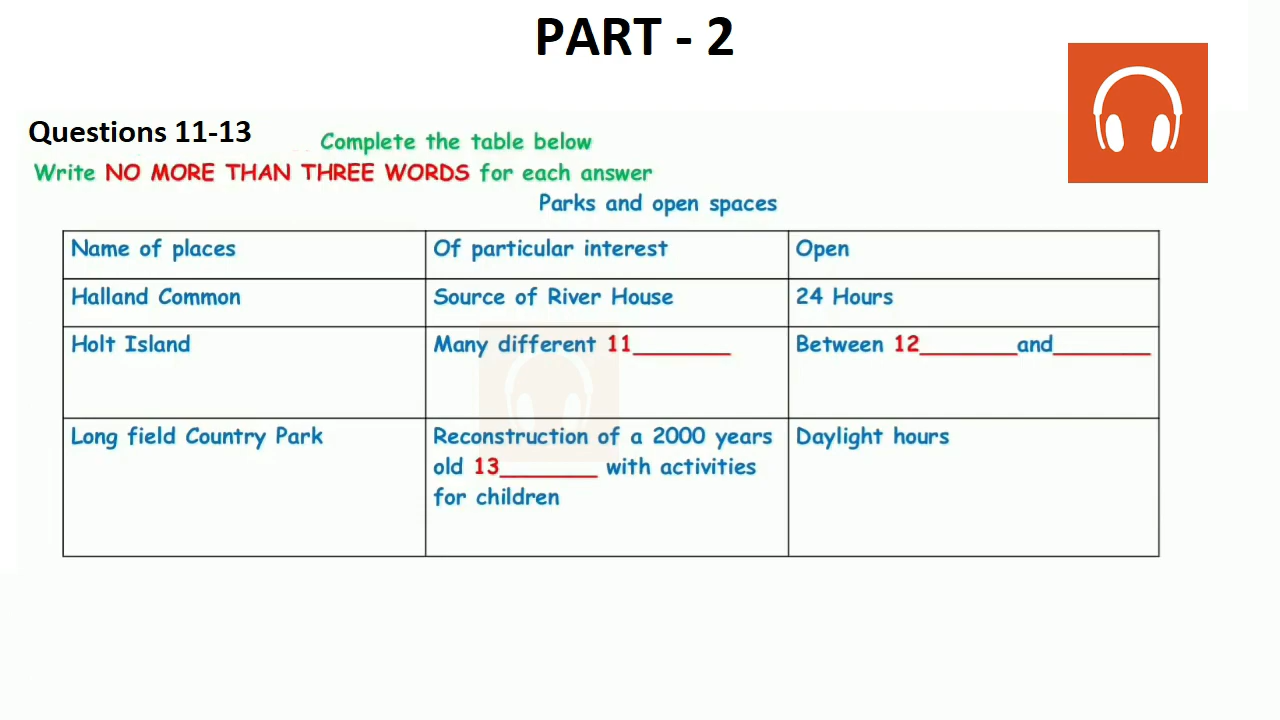 PART - 2
Questions 11-13
Complete the table below
Write NO MORE THAN THREE WORDS for each answer
Parks and open spaces
Name of places
Of particular interest
Open
Halland Common
Source of River House
24 Hours
Holt Island
Many different 11________
Between 12________and________
Long field Country Park
Reconstruction of a 2000 years
old 13________ with activities
for children
Daylight hours